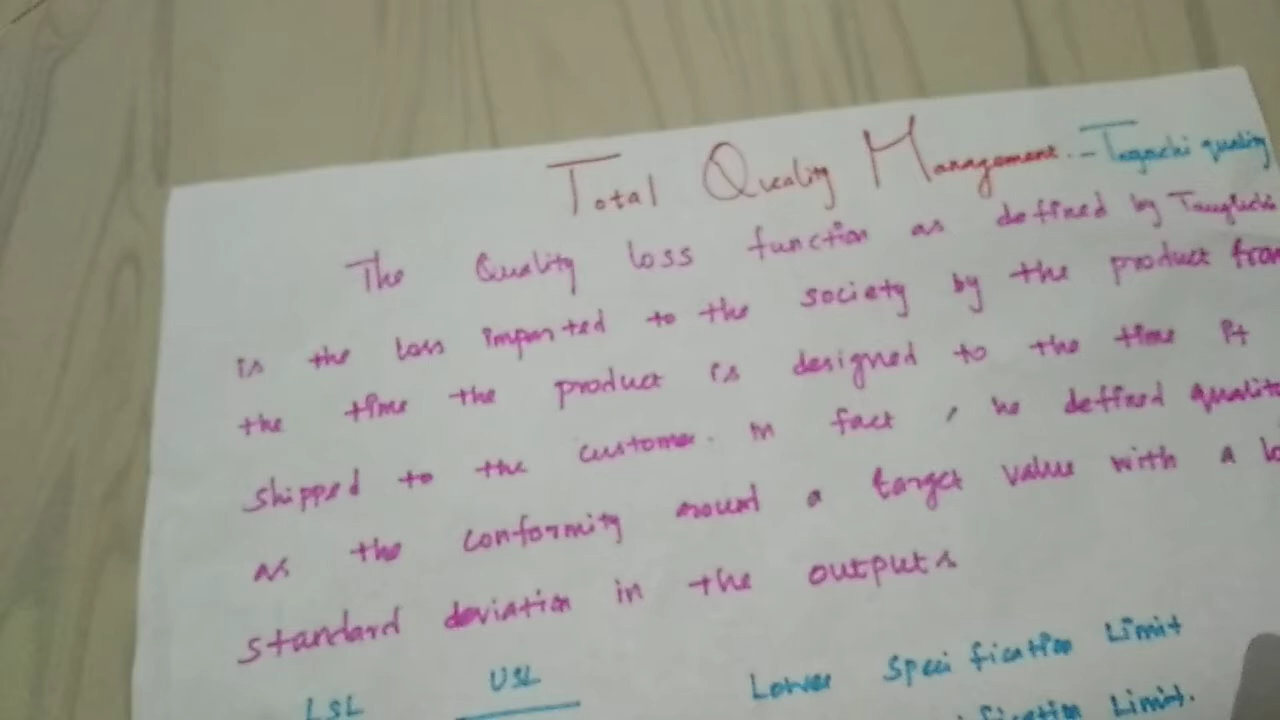 Total Quality Management. - Taguchi quality
The Quality loss function as defined by Taughchi
is the loss imparted to the society by the product from
the time the product is designed to the time it
shipped to the customer. In fact, he defined quality
as the conformity around a target value with a
standard deviation in the outputs
LSL USL Lower Specification Limit
Limit.